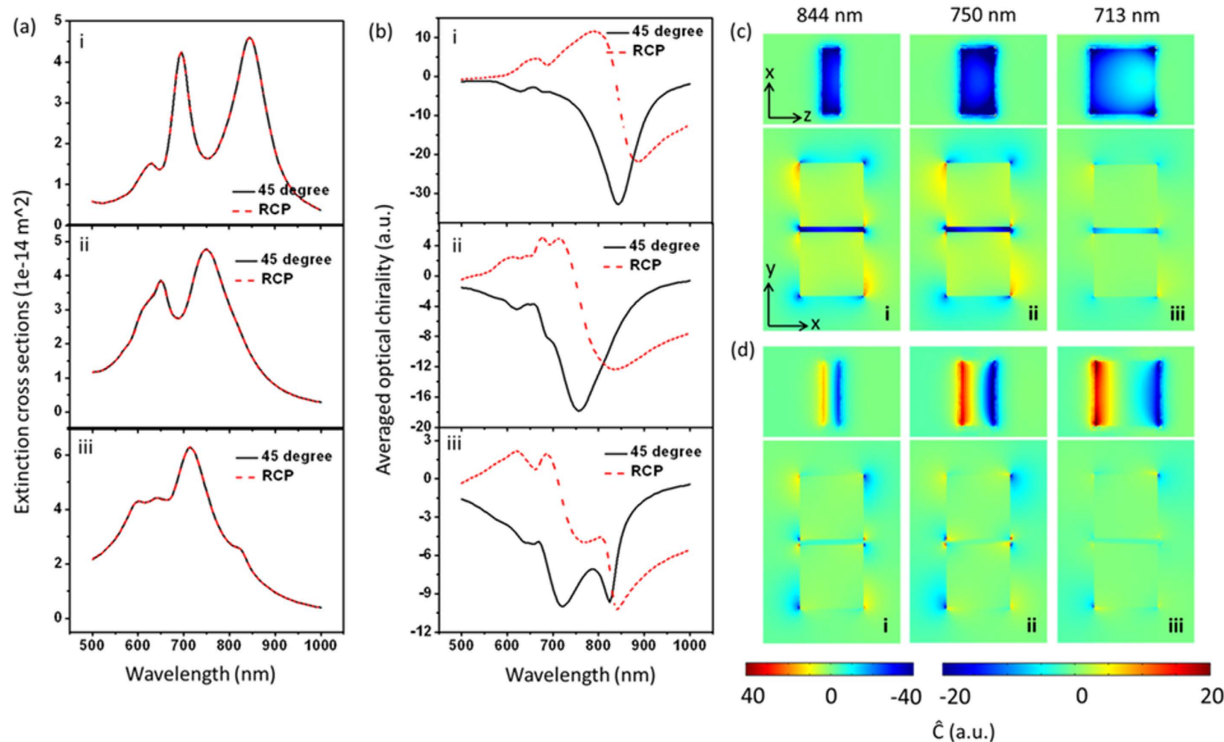 (a)
i
5
4
3
2
1
0
45 degree
RCP
ii
5
4
3
2
1
0
45 degree
RCP
iii
6
4
2
0
45 degree
RCP
500 600 700 800 900 1000
Wavelength (nm)
Extinction cross sections (1e-14 m^2)
(b)
i
10
0
-10
-20
-30
45 degree
RCP
ii
4
0
-4
-8
-12
-16
-20
45 degree
RCP
iii
3
0
-3
-6
-9
-12
45 degree
RCP
500 600 700 800 900 1000
Wavelength (nm)
Averaged optical chirality (a.u.)
844 nm 750 nm 713 nm
(c)
x
z
y
x
i ii iii
(d)
i ii iii
40 0 -40 -20 0 20
Ĉ (a.u.)